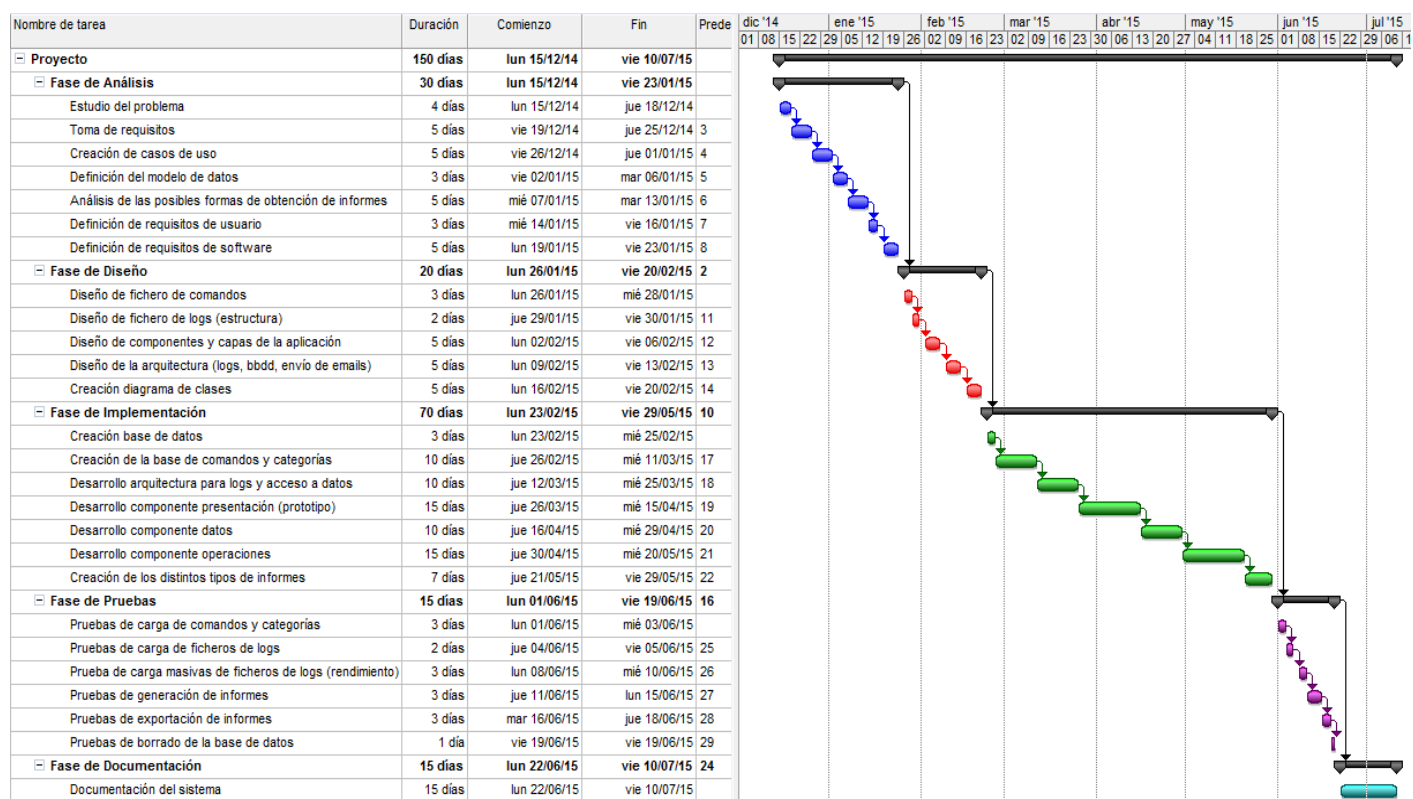 Nombre de tarea Duración Comienzo Fin Prede dic '14 ene '15 feb '15 mar '15 abr '15 may '15 jun '15 jul '15
01 08 15 22 29 05 12 19 26 02 09 16 23 02 09 16 23 30 06 13 20 27 04 11 18 25 01 08 15 22 29 06
Proyecto 150 días lun 15/12/14 vie 10/07/15
Fase de Análisis 30 días lun 15/12/14 vie 23/01/15
Estudio del problema 4 días lun 15/12/14 jue 18/12/14
Toma de requisitos 5 días vie 19/12/14 jue 25/12/14 3
Creación de casos de uso 5 días vie 26/12/14 jue 01/01/15 4
Definición del modelo de datos 3 días vie 02/01/15 mar 06/01/15 5
Análisis de las posibles formas de obtención de informes 5 días mié 07/01/15 mar 13/01/15 6
Definición de requisitos de usuario 3 días mié 14/01/15 vie 16/01/15 7
Definición de requisitos de software 5 días lun 19/01/15 vie 23/01/15 8
Fase de Diseño 20 días lun 26/01/15 vie 20/02/15 2
Diseño de fichero de comandos 3 días lun 26/01/15 mié 28/01/15
Diseño de fichero de logs (estructura) 2 días jue 29/01/15 vie 30/01/15 11
Diseño de componentes y capas de la aplicación 5 días lun 02/02/15 vie 06/02/15 12
Diseño de la arquitectura (logs, bbdd, envío de emails) 5 días lun 09/02/15 vie 13/02/15 13
Creación diagrama de clases 5 días lun 16/02/15 vie 20/02/15 14
Fase de Implementación 70 días lun 23/02/15 vie 29/05/15 10
Creación base de datos 3 días lun 23/02/15 mié 25/02/15
Creación de la base de comandos y categorías 10 días jue 26/02/15 mié 11/03/15 17
Desarrollo arquitectura para logs y acceso a datos 10 días jue 12/03/15 mié 25/03/15 18
Desarrollo componente presentación (prototipo) 15 días jue 26/03/15 mié 15/04/15 19
Desarrollo componente datos 10 días jue 16/04/15 mié 29/04/15 20
Desarrollo componente operaciones 15 días jue 30/04/15 mié 20/05/15 21
Creación de los distintos tipos de informes 7 días jue 21/05/15 vie 29/05/15 22
Fase de Pruebas 15 días lun 01/06/15 vie 19/06/15 16
Pruebas de carga de comandos y categorías 3 días lun 01/06/15 mié 03/06/15
Pruebas de carga de ficheros de logs 2 días jue 04/06/15 vie 05/06/15 25
Prueba de carga masivas de ficheros de logs (rendimiento) 3 días lun 08/06/15 mié 10/06/15 26
Pruebas de generación de informes 3 días jue 11/06/15 lun 15/06/15 27
Pruebas de exportación de informes 3 días mar 16/06/15 jue 18/06/15 28
Pruebas de borrado de la base de datos 1 día vie 19/06/15 vie 19/06/15 29
Fase de Documentación 15 días lun 22/06/15 vie 10/07/15 24
Documentación del sistema 15 días lun 22/06/15 vie 10/07/15